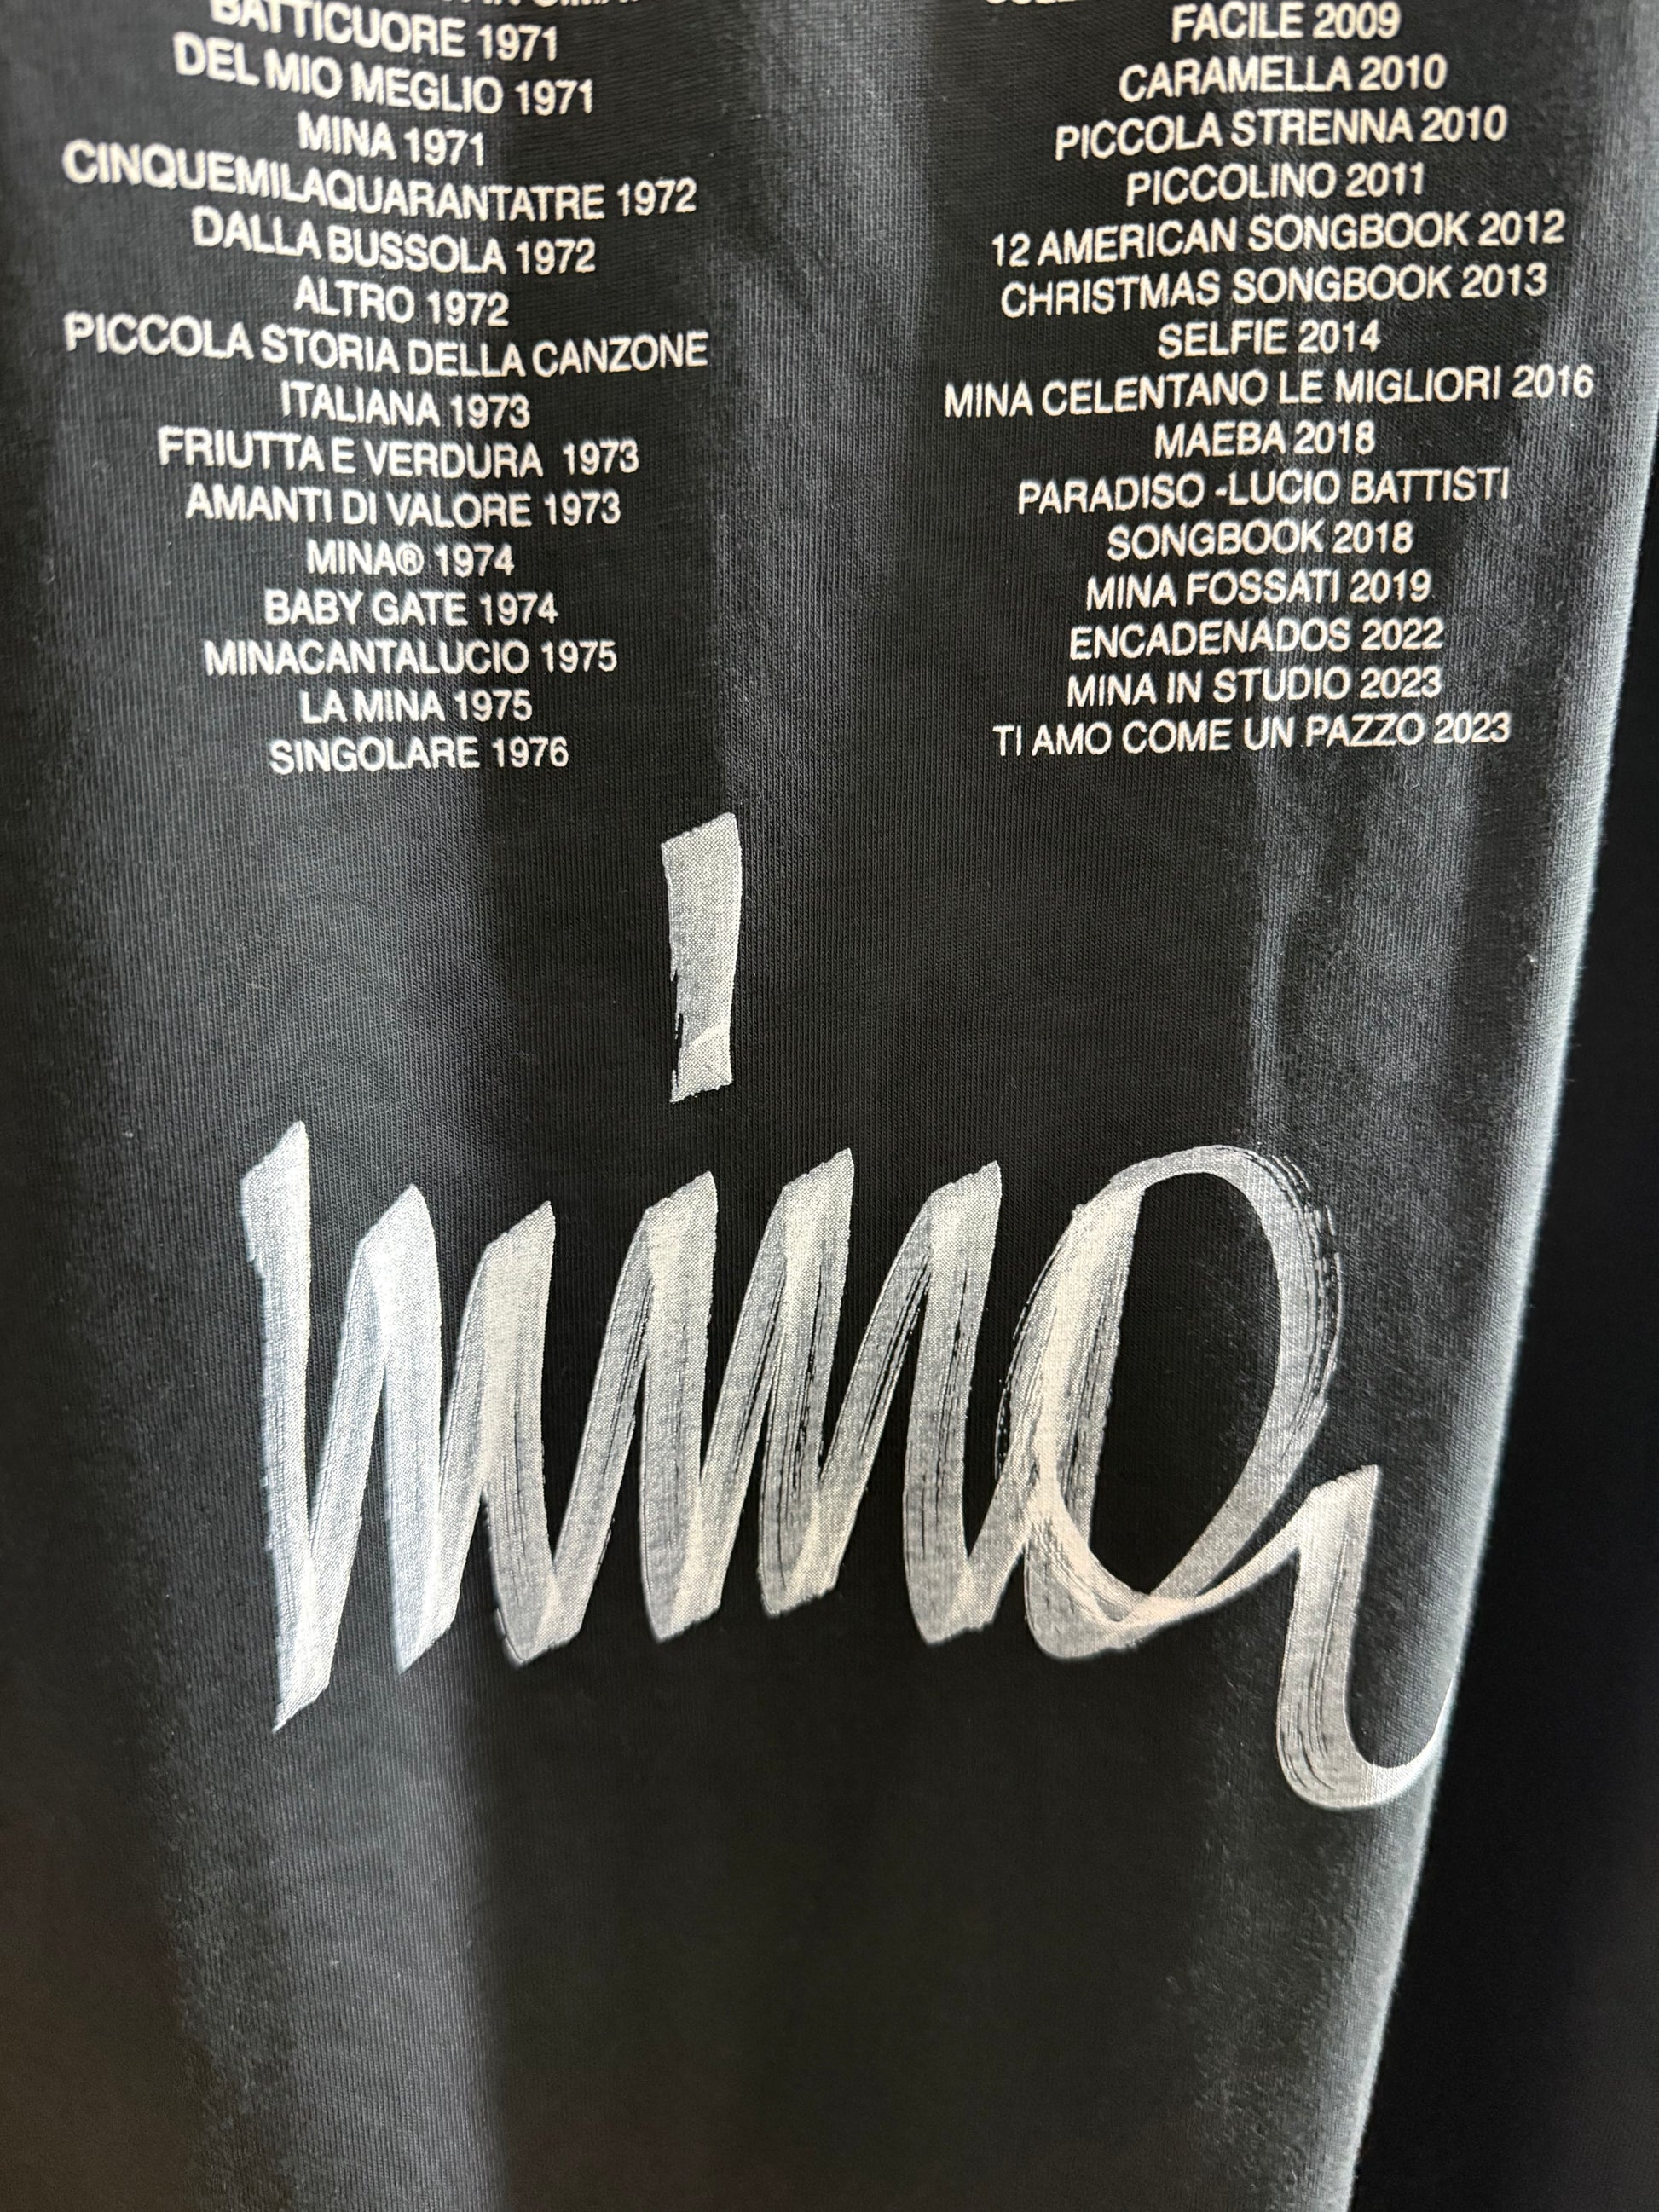 BATTICUORE 1971
DEL MIO MEGLIO 1971
MINA 1971
CINQUEMILAQUARANTATRE 1972
DALLA BUSSOLA 1972
ALTRO 1972
PICCOLA STORIA DELLA CANZONE
ITALIANA 1973
FRIUTTA E VERDURA 1973
AMANTI DI VALORE 1973
MINA® 1974
BABY GATE 1974
MINACANTALUCIO 1975
LA MINA 1975
SINGOLARE 1976
FACILE 2009
CARAMELLA 2010
PICCOLA STRENNA 2010
PICCOLINO 2011
12 AMERICAN SONGBOOK 2012
CHRISTMAS SONGBOOK 2013
SELFIE 2014
MINA CELENTANO LE MIGLIORI 2016
MAEBA 2018
PARADISO -LUCIO BATTISTI
SONGBOOK 2018
MINA FOSSATI 2019
ENCADENADOS 2022
MINA IN STUDIO 2023
TI AMO COME UN PAZZO 2023
mina